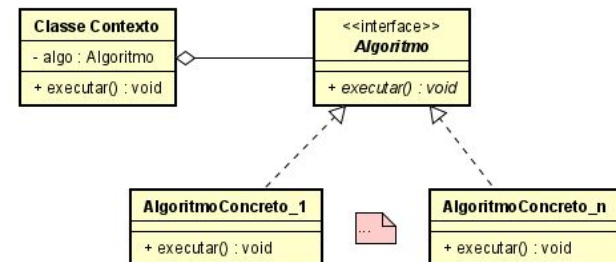 Classe Contexto
- algo : Algoritmo
+ executar() : void
<<interface>>
Algoritmo
+ executar() : void
AlgoritmoConcreto_1
+ executar() : void
...
AlgoritmoConcreto_n
+ executar() : void